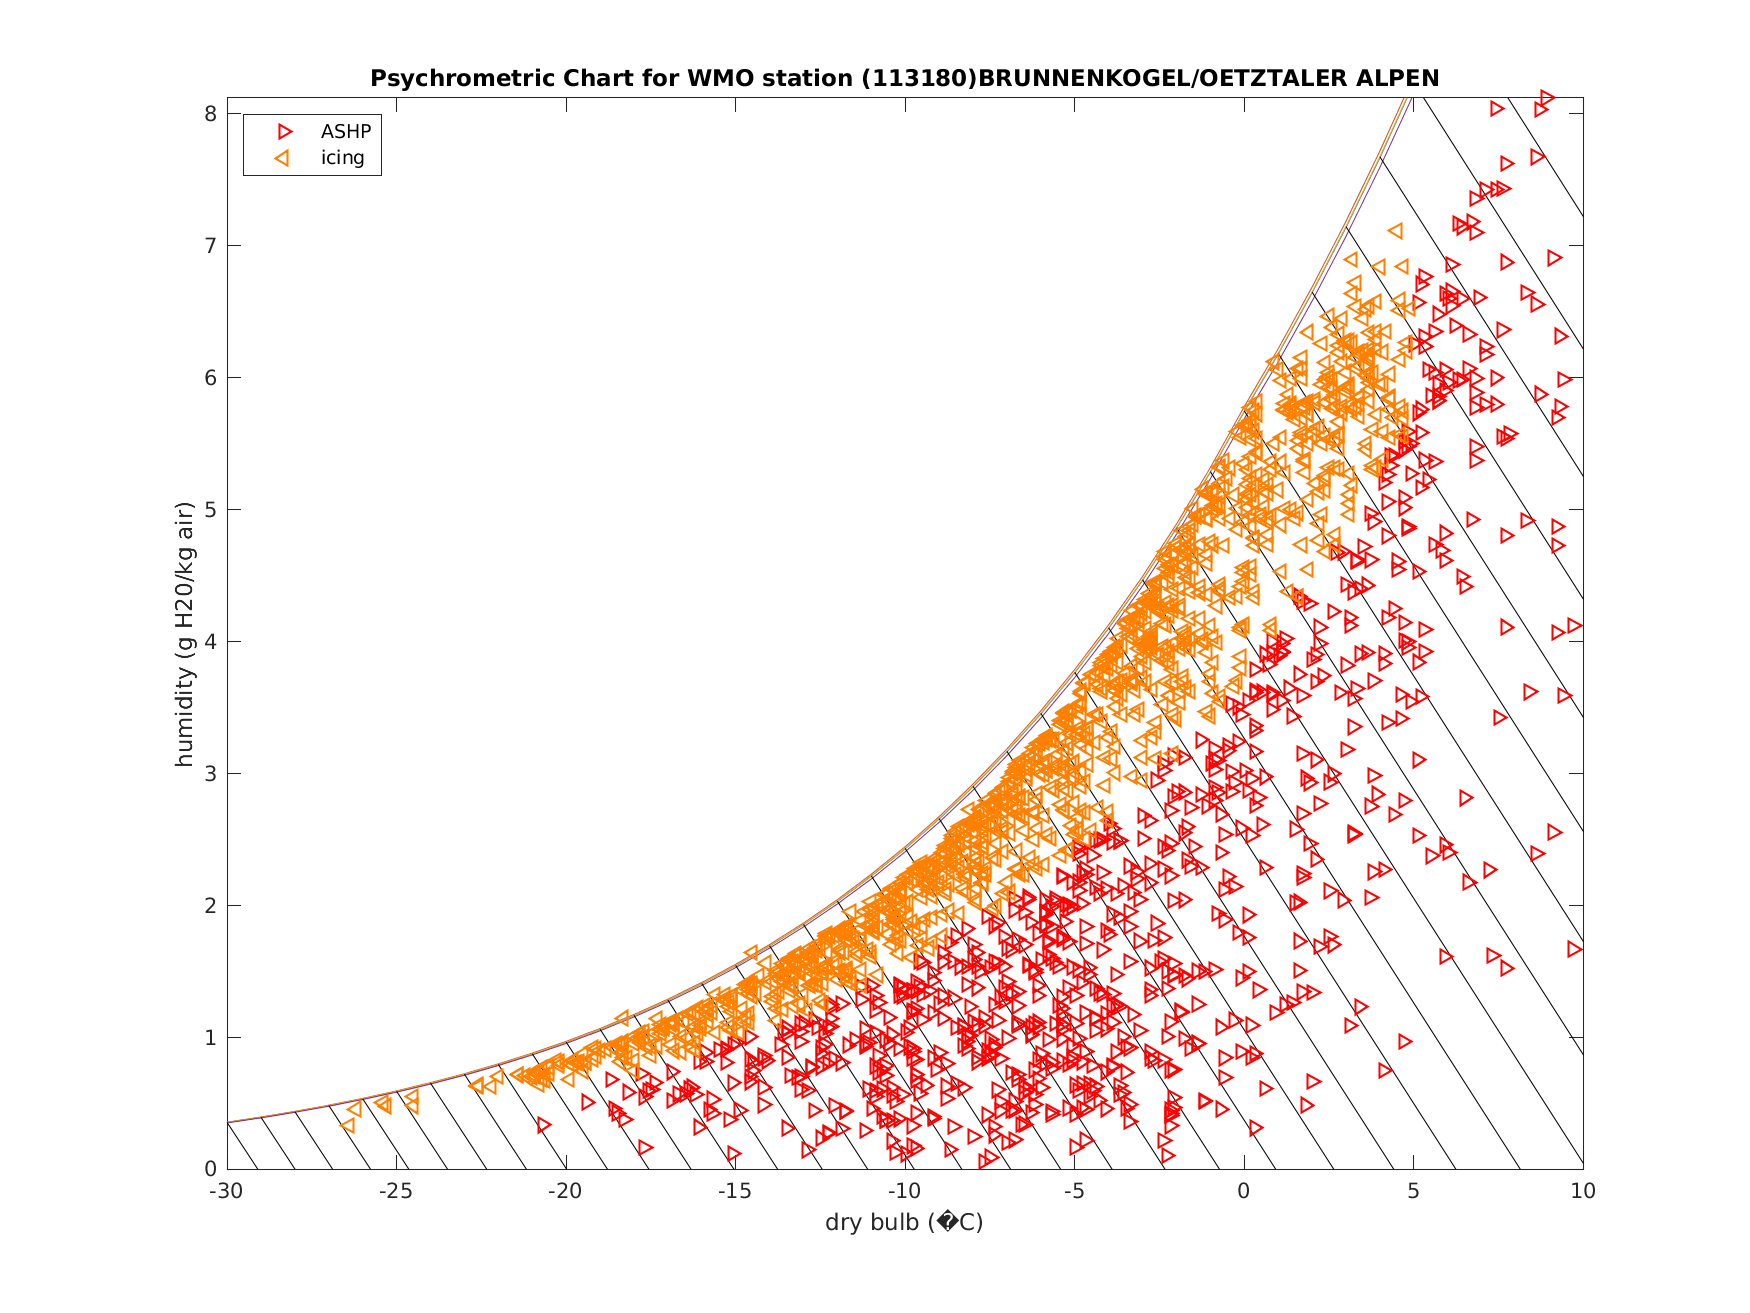 Psychrometric Chart for WMO station (113180)BRUNNENKOGEL/OETZTALER ALPEN
ASHP
icing
humidity (g H20/kg air)
8
7
6
5
4
3
2
1
0
-30 -25 -20 -15 -10 -5 0 5 10
dry bulb (�C)